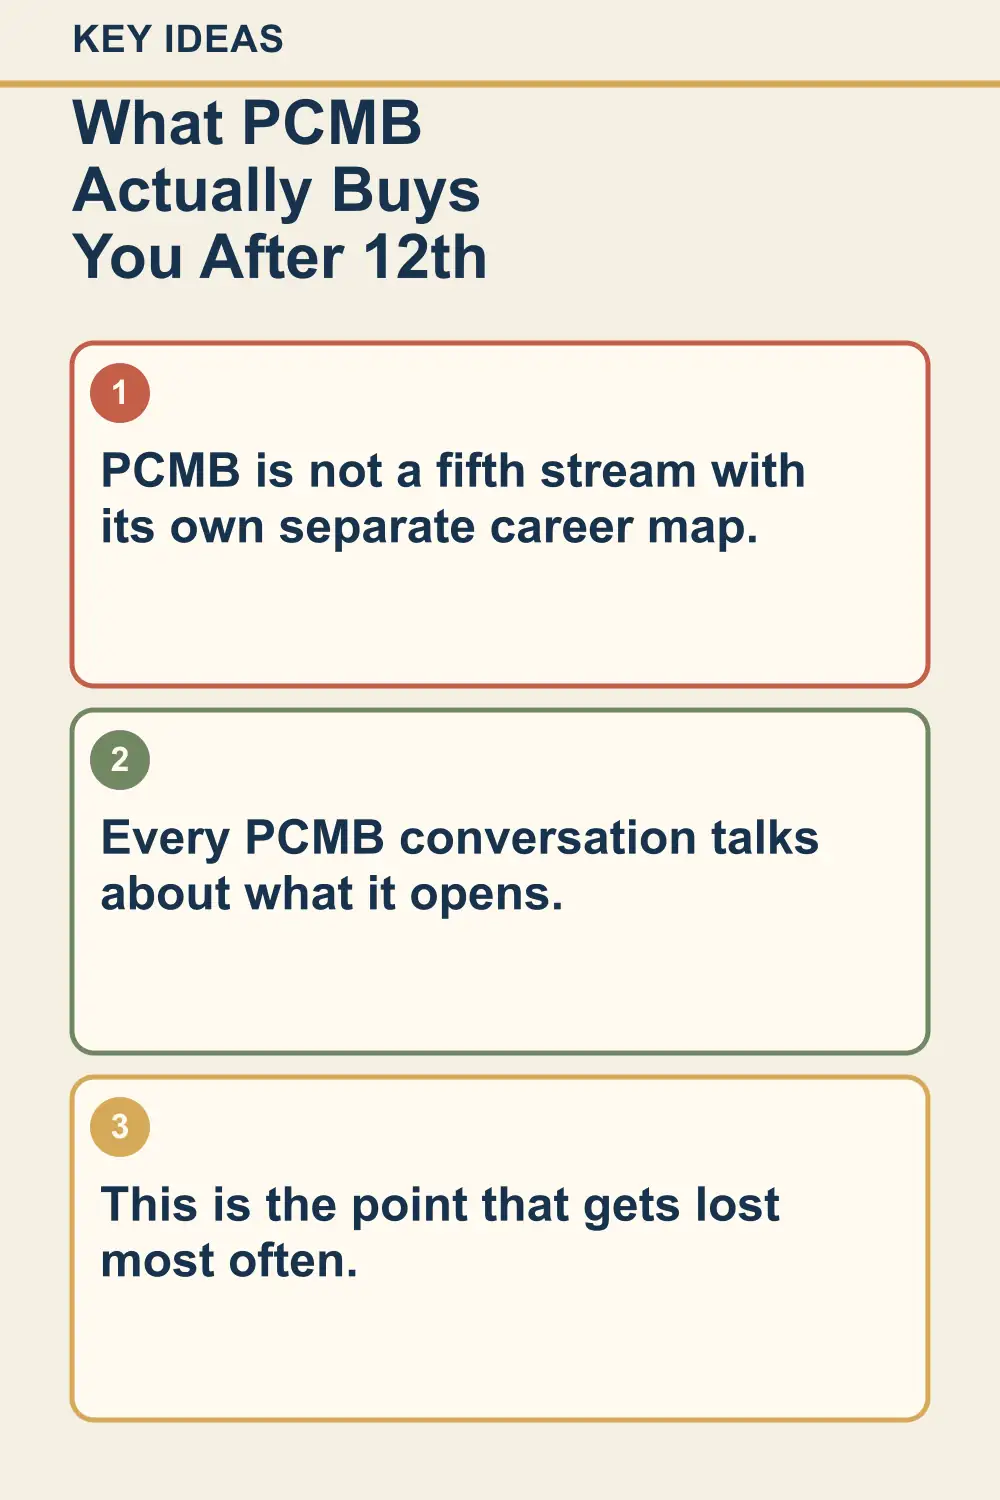 KEY IDEAS
What PCMB
Actually Buys
You After 12th
1
PCMB is not a fifth stream with
its own separate career map.
2
Every PCMB conversation talks
about what it opens.
3
This is the point that gets lost
most often.